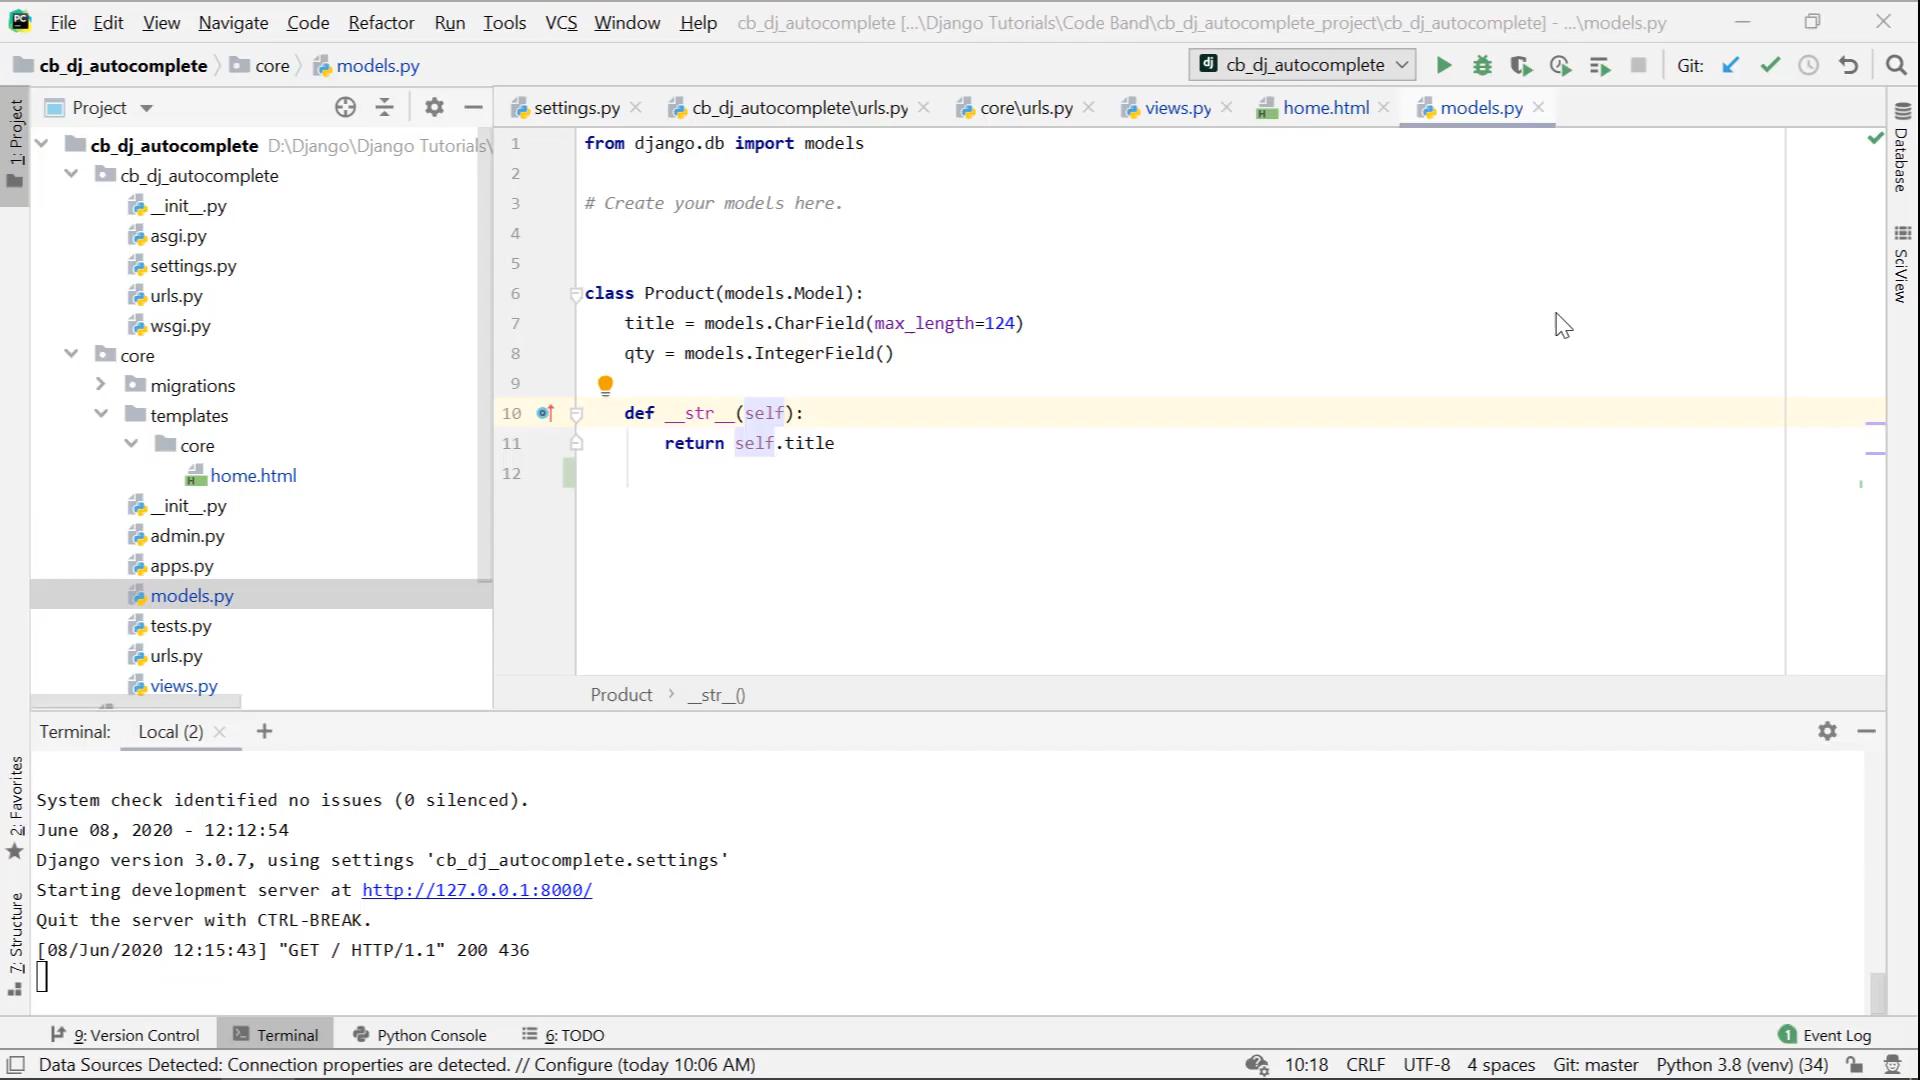 File Edit View Navigate Code Refactor Run Tools VCS Window Help cb_dj_autocomplete [...\Django Tutorials\Code Band\cb_dj_autocomplete_project\cb_dj_autocomplete] - ...\models.py
cb_dj_autocomplete core models.py dj cb_dj_autocomplete Git:
1: Project
Project
settings.py cb_dj_autocomplete\urls.py core\urls.py views.py home.html models.py
cb_dj_autocomplete D:\Django\Django Tutorials\
cb_dj_autocomplete
__init__.py
asgi.py
settings.py
urls.py
wsgi.py
core
migrations
templates
core
home.html
__init__.py
admin.py
apps.py
models.py
tests.py
urls.py
views.py
1 from django.db import models
2
3 # Create your models here.
4
5
6 class Product(models.Model):
7 title = models.CharField(max_length=124)
8 qty = models.IntegerField()
9
10 def __str__(self):
11 return self.title
12
Product › __str__()
Database
SciView
2: Favorites
7: Structure
Terminal: Local (2) +
System check identified no issues (0 silenced).
June 08, 2020 - 12:12:54
Django version 3.0.7, using settings 'cb_dj_autocomplete.settings'
Starting development server at http://127.0.0.1:8000/
Quit the server with CTRL-BREAK.
[08/Jun/2020 12:15:43] "GET / HTTP/1.1" 200 436
9: Version Control Terminal Python Console 6: TODO 1 Event Log
Data Sources Detected: Connection properties are detected. // Configure (today 10:06 AM) 10:18 CRLF UTF-8 4 spaces Git: master Python 3.8 (venv) (34)